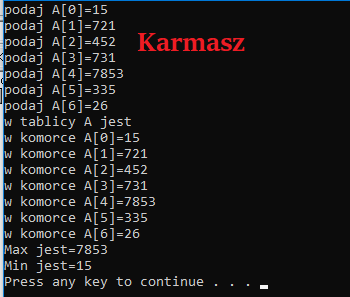 podaj A[0]=15
podaj A[1]=721
podaj A[2]=452
Karmasz
podaj A[3]=731
podaj A[4]=7853
podaj A[5]=335
podaj A[6]=26
w tablicy A jest
w komorce A[0]=15
w komorce A[1]=721
w komorce A[2]=452
w komorce A[3]=731
w komorce A[4]=7853
w komorce A[5]=335
w komorce A[6]=26
Max jest=7853
Min jest=15
Press any key to continue . . .